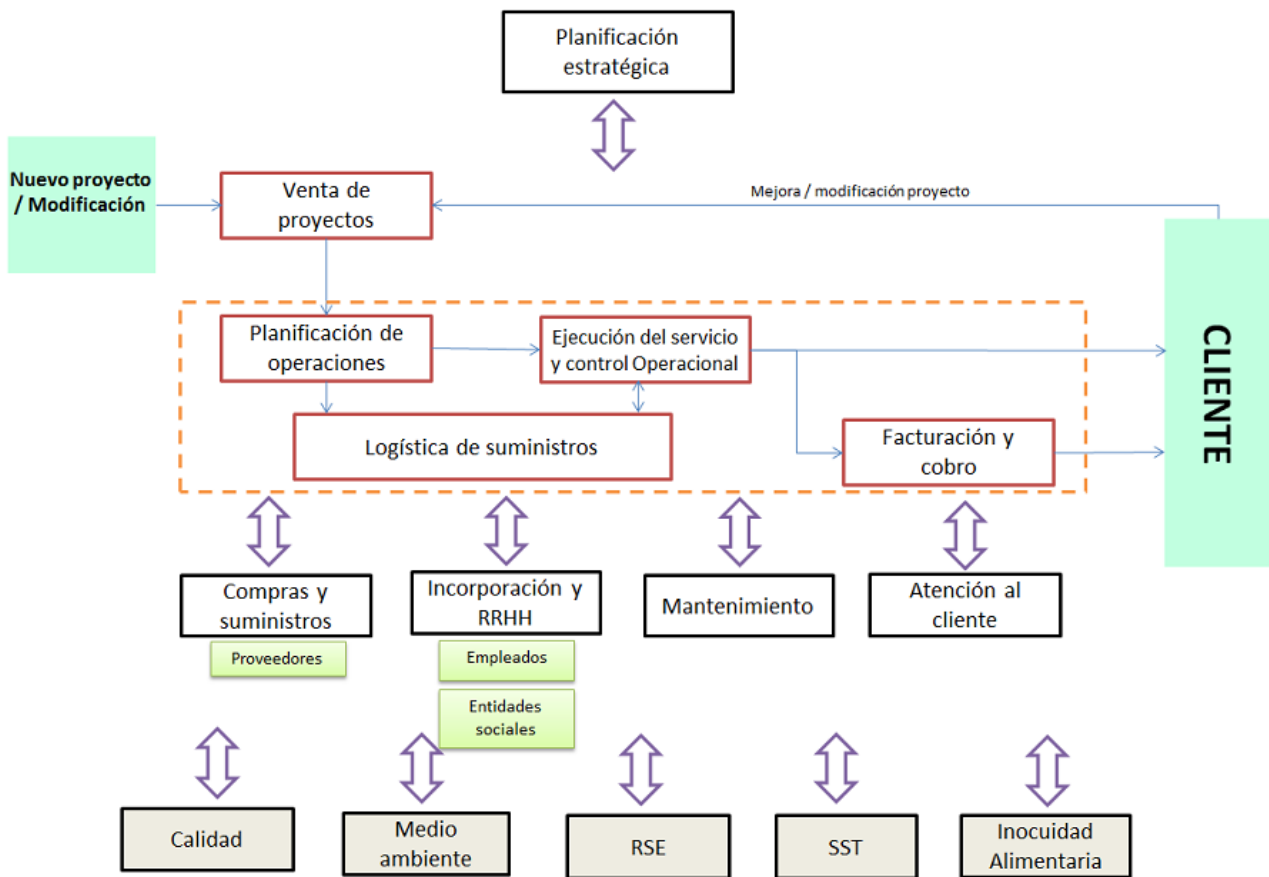 Planificación
estratégica
Nuevo proyecto
/ Modificación
Venta de
proyectos
Mejora / modificación proyecto
Planificación de
operaciones
Ejecución del servicio
y control Operacional
CLIENTE
Logística de suministros
Facturación y
cobro
Compras y
suministros
Proveedores
Incorporación y
RRHH
Empleados
Entidades
sociales
Mantenimiento
Atención al
cliente
Calidad
Medio
ambiente
RSE
SST
Inocuidad
Alimentaria